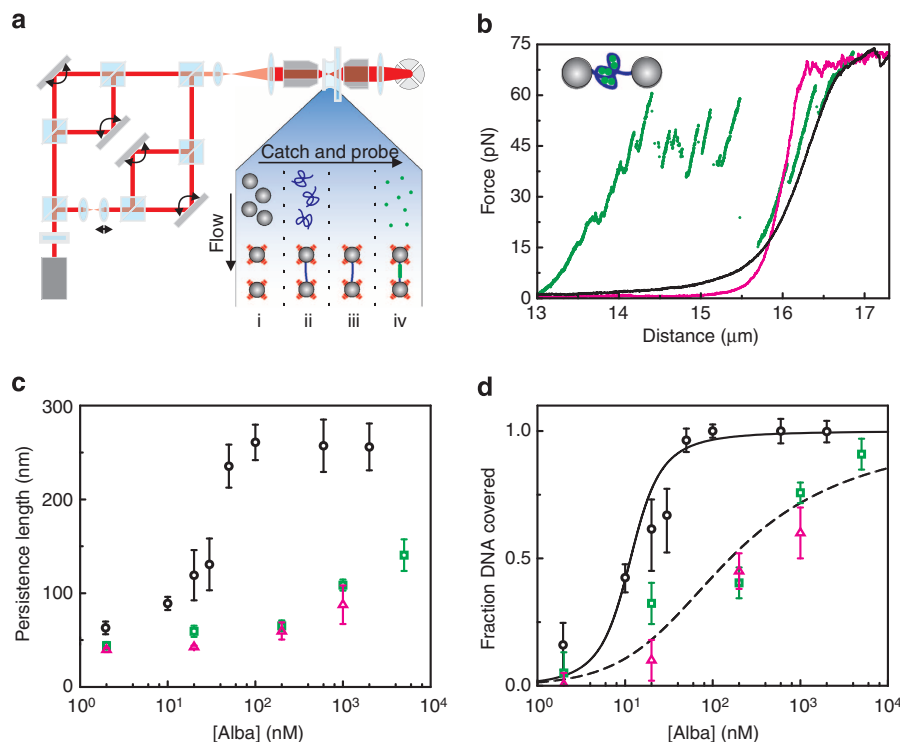 a
Catch and probe
Flow
i ii iii iv
b
Force (pN)
75
60
45
30
15
0
13 14 15 16 17
Distance (μm)
c
Persistence length (nm)
300
200
100
0
10⁰ 10¹ 10² 10³ 10⁴
[Alba] (nM)
d
Fraction DNA covered
1.0
0.5
0.0
10⁰ 10¹ 10² 10³ 10⁴
[Alba] (nM)